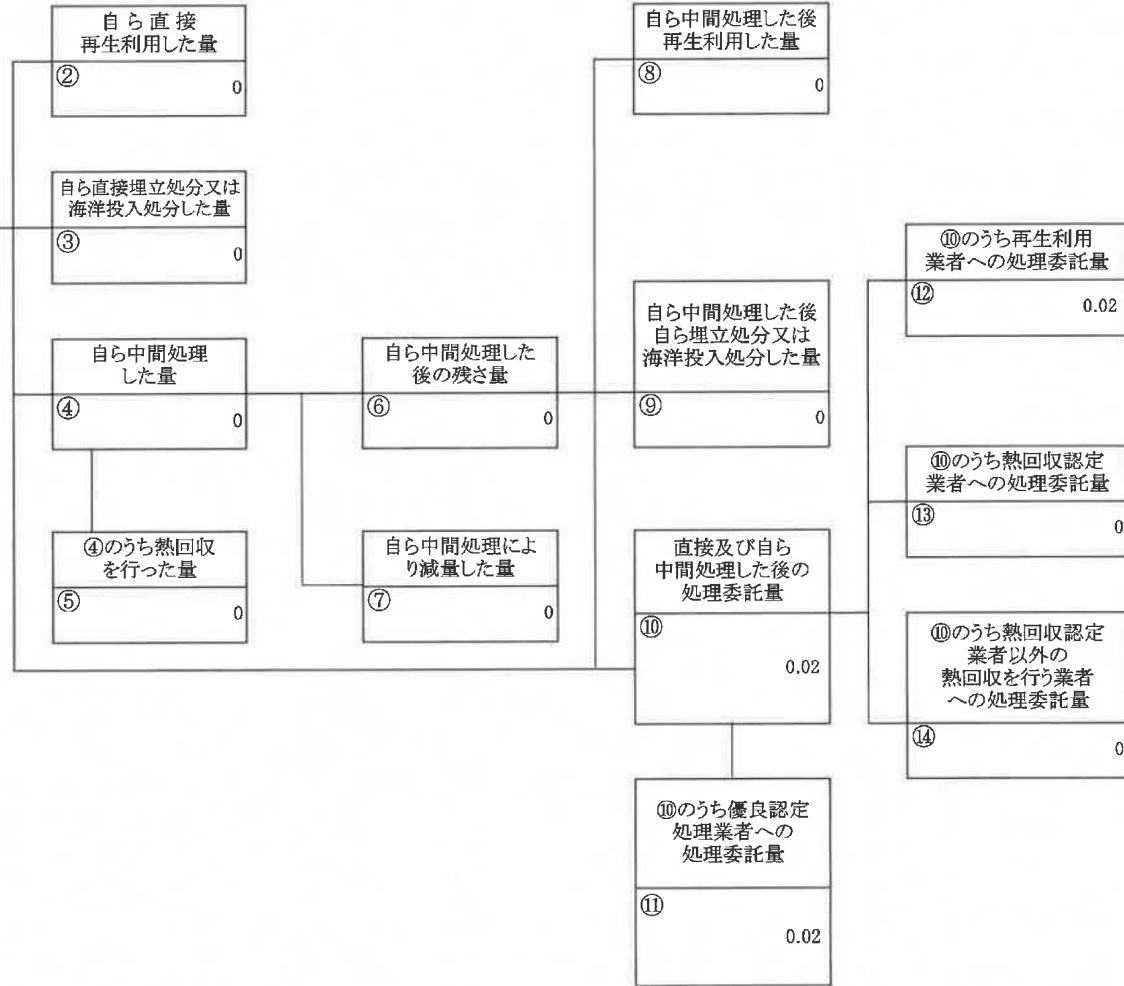 自ら直接
再生利用した量
②
0
自ら直接埋立処分又は
海洋投入処分した量
③
0
自ら中間処理
した量
④
0
④のうち熱回収
を行った量
⑤
0
自ら中間処理した
後の残さ量
⑥
0
自ら中間処理によ
り減量した量
⑦
0
自ら中間処理した後
再生利用した量
⑧
0
自ら中間処理した後
自ら埋立処分又は
海洋投入処分した量
⑨
0
直接及び自ら
中間処理した後の
処理委託量
⑩
0.02
⑩のうち優良認定
処理業者への
処理委託量
⑪
0.02
⑩のうち再生利用
業者への処理委託量
⑫
0.02
⑩のうち熱回収認定
業者への処理委託量
⑬
0
⑩のうち熱回収認定
業者以外の
熱回収を行う業者
への処理委託量
⑭
0